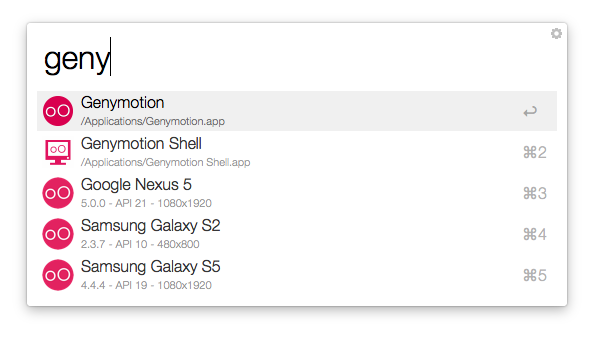 geny
Genymotion
/Applications/Genymotion.app
↩
Genymotion Shell
/Applications/Genymotion Shell.app
⌘2
Google Nexus 5
5.0.0 - API 21 - 1080x1920
⌘3
Samsung Galaxy S2
2.3.7 - API 10 - 480x800
⌘4
Samsung Galaxy S5
4.4.4 - API 19 - 1080x1920
⌘5